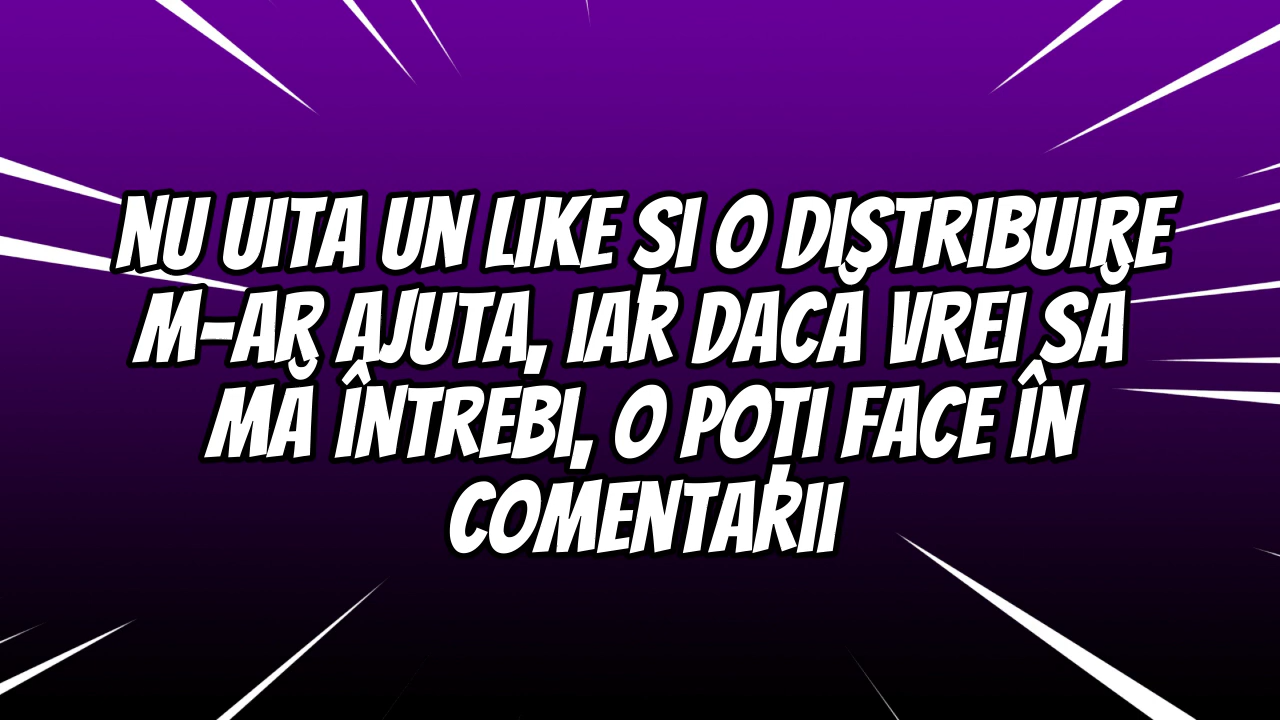 NU UITA UN LIKE ȘI O DISTRIBUIRE
M-AR AJUTA, IAR DACĂ VREI SĂ
MĂ ÎNTREBI, O POȚI FACE ÎN
COMENTARII